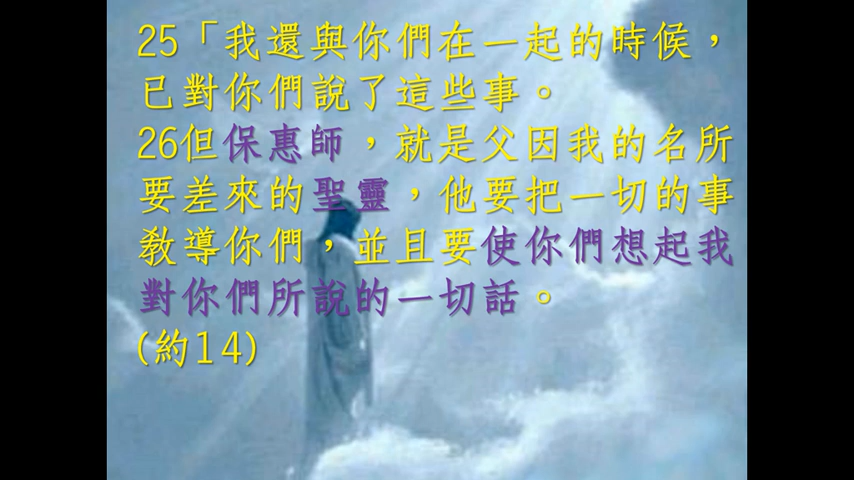 25「我還與你們在一起的時候，
已對你們說了這些事。
26但保惠師，就是父因我的名所
要差來的聖靈，他要把一切的事
教導你們，並且要使你們想起我
對你們所說的一切話。
(約14)